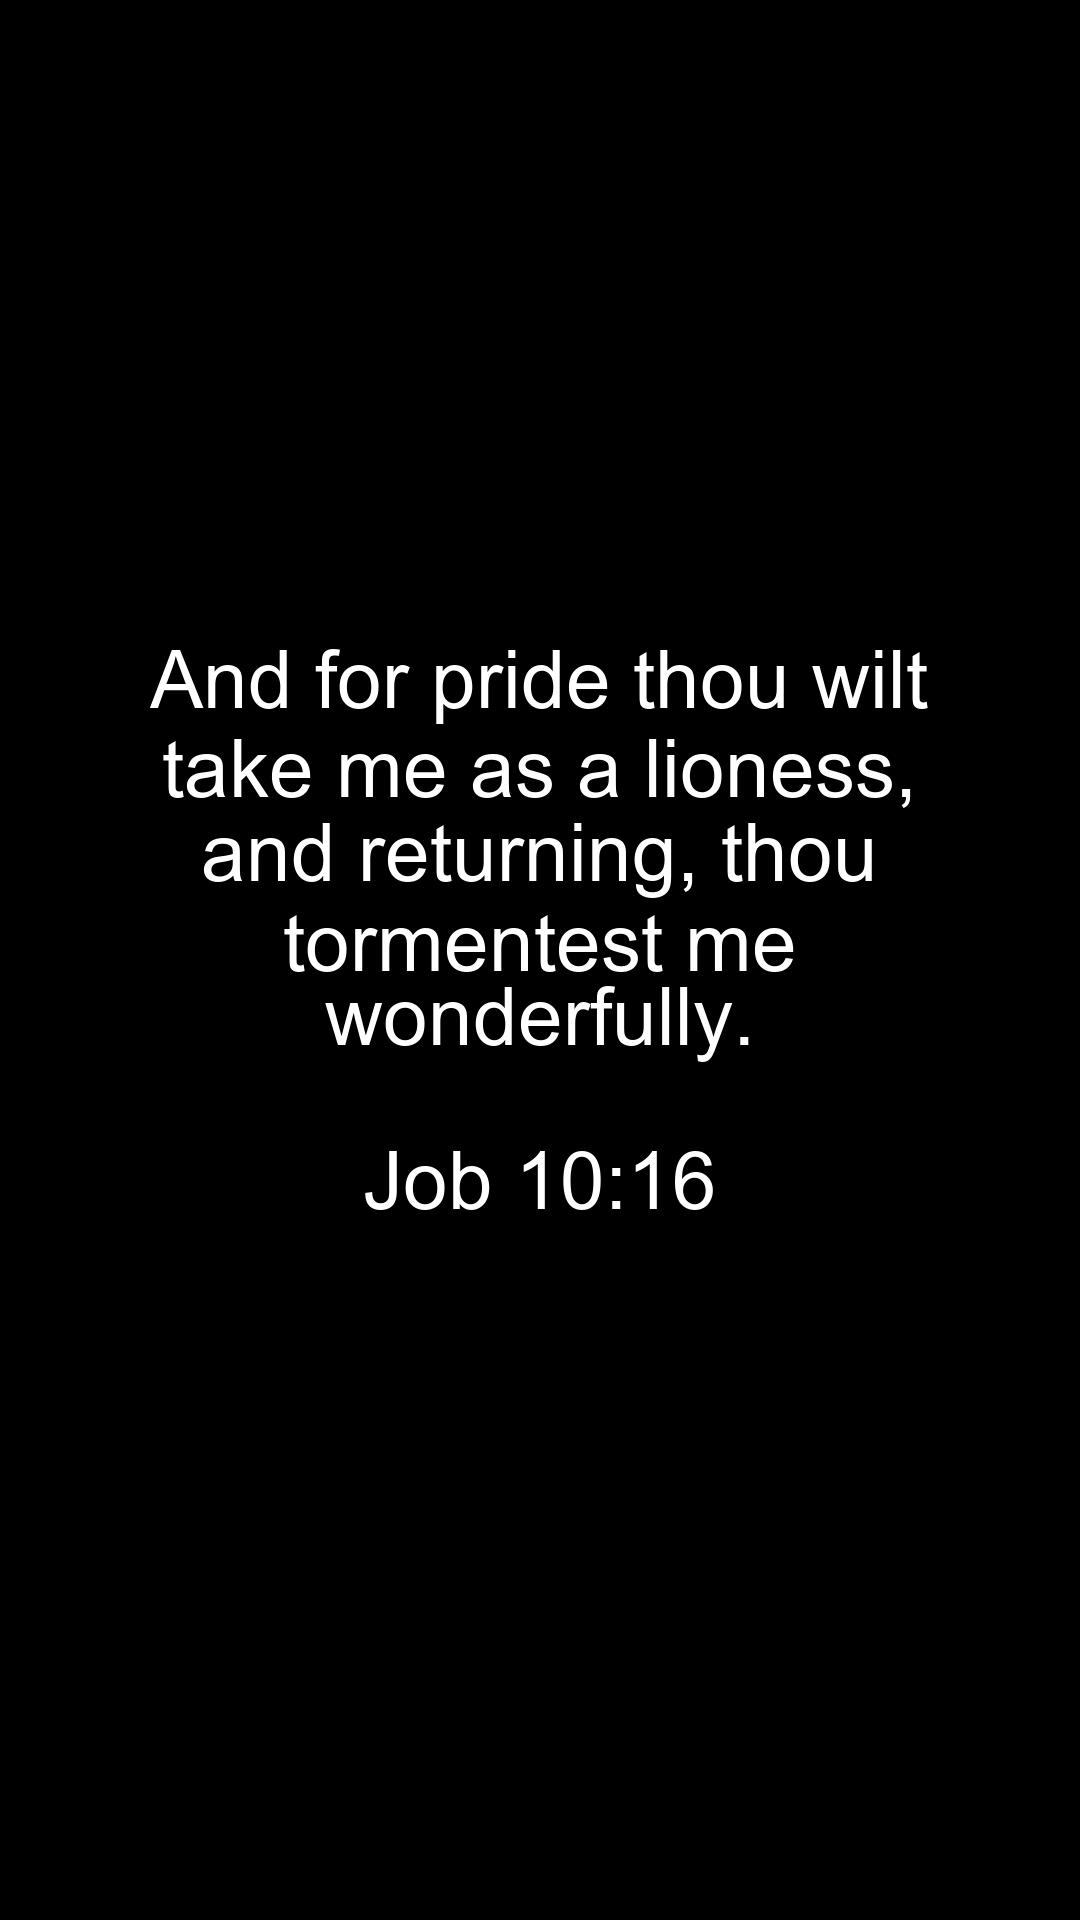 And for pride thou wilt
take me as a lioness,
and returning, thou
tormentest me
wonderfully.
Job 10:16